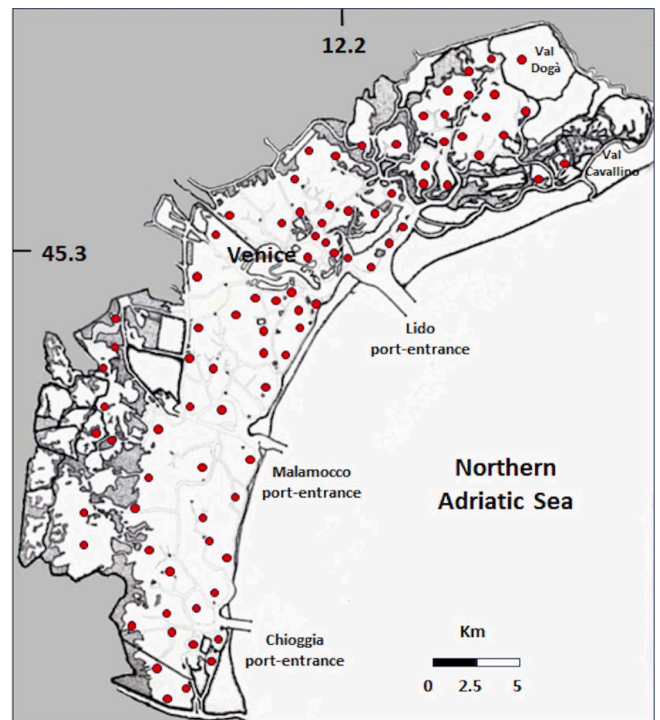 12.2
Val
Dogà
Val
Cavallino
45.3
Venice
Lido
port-entrance
Malamocco
port-entrance
Northern
Adriatic Sea
Chioggia
port-entrance
Km
0 2.5 5